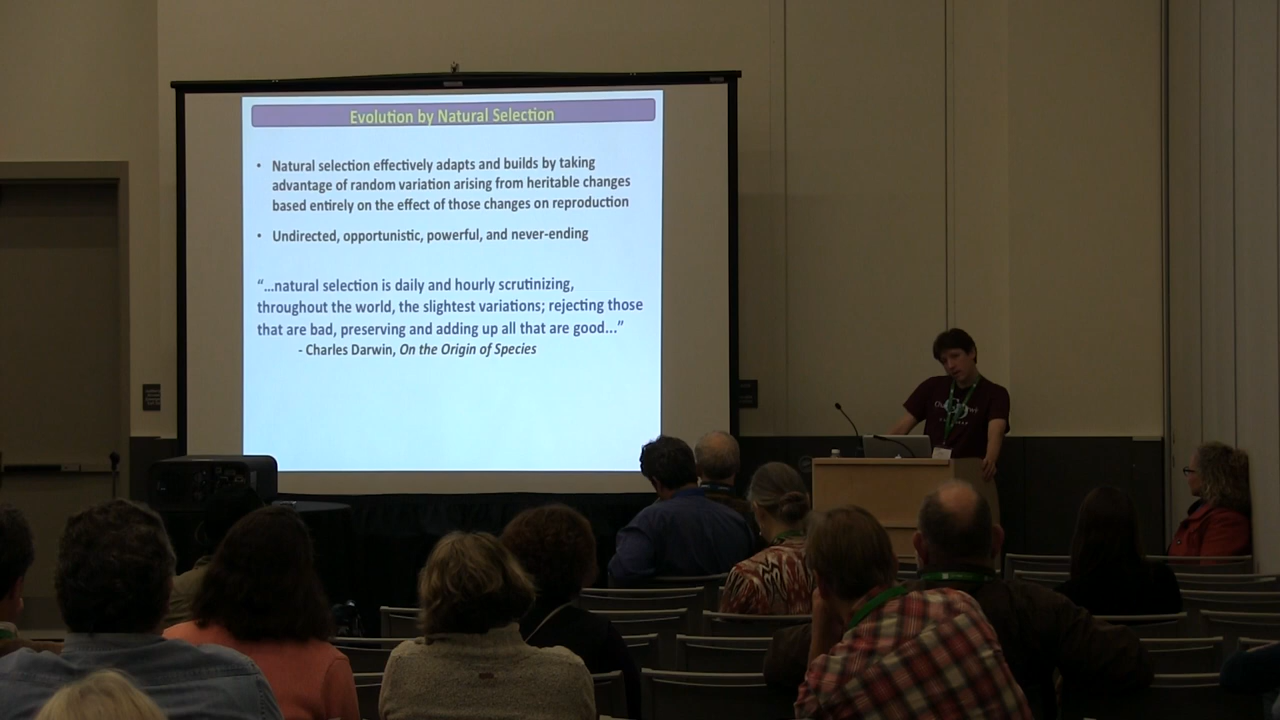 Evolution by Natural Selection
• Natural selection effectively adapts and builds by taking
advantage of random variation arising from heritable changes
based entirely on the effect of those changes on reproduction
• Undirected, opportunistic, powerful, and never-ending
“...natural selection is daily and hourly scrutinizing,
throughout the world, the slightest variations; rejecting those
that are bad, preserving and adding up all that are good...”
- Charles Darwin, On the Origin of Species